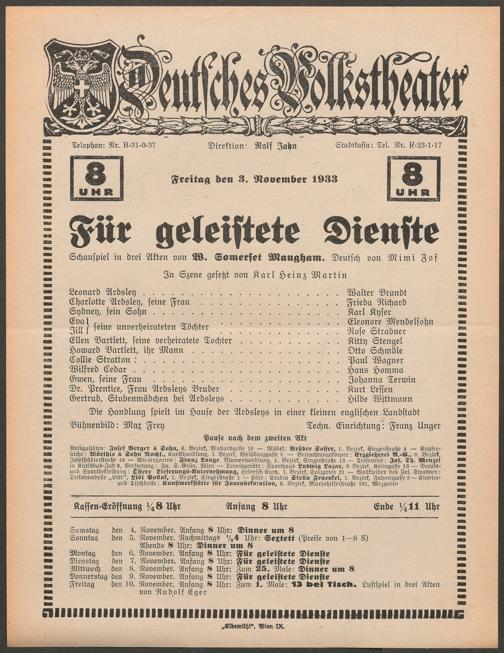 Deutsches Volkstheater
Telephon: Nr. B-31-0-37 Direktion: Rolf Jahn Stadtkassa: Tel. Nr. R-23-1-17
8 UHR Freitag den 3. November 1933 8 UHR
Für geleistete Dienste
Schauspiel in drei Akten von W. Somerset Maugham. Deutsch von Mimi Zof
In Szene gesetzt von Karl Heinz Martin
Leonard Ardsley . . . Walter Brandt
Charlotte Ardsley, seine Frau . . . Frieda Richard
Sydney, sein Sohn . . . Karl Kyser
Eva } . . . Eleonore Mendelsohn
Jill } seine unverheirateten Töchter . . . Rose Stradner
Ellen Bartlett, seine verheiratete Tochter . . . Kitty Stengel
Howard Bartlett, ihr Mann . . . Otto Schmöle
Collie Stratton . . . Paul Wagner
Wilfred Cedar . . . Hans Homma
Gwen, seine Frau . . . Johanna Terwin
Dr. Prentice, Frau Ardsleys Bruder . . . Kurt Lessen
Gertrud, Stubenmädchen bei Ardsleys . . . Hilde Wittmann
Die Handlung spielt im Hause der Ardsleys in einer kleinen englischen Landstadt
Bühnenbild: Max Frey Techn. Einrichtung: Franz Unger
Pause nach dem zweiten Akt
Kassen-Eröffnung ¼8 Uhr Anfang 8 Uhr Ende ¼11 Uhr
Samstag den 4. November. Anfang 8 Uhr: Dinner um 8
Sonntag den 5. November. Nachmittags ¼4 Uhr: Septett (Preise von 1—8 S)
Abends 8 Uhr: Dinner um 8
Montag den 6. November. Anfang 8 Uhr: Für geleistete Dienste
Dienstag den 7. November. Anfang 8 Uhr: Für geleistete Dienste
Mittwoch den 8. November. Anfang 8 Uhr: Zum 25. Male: Dinner um 8
Donnerstag den 9. November. Anfang 8 Uhr: Für geleistete Dienste
Freitag den 10. November. Anfang 8 Uhr: Zum 1. Male: 13 bei Tisch. Lustspiel in drei Akten
von Rudolf Eger
„Elbemühl“, Wien IX.